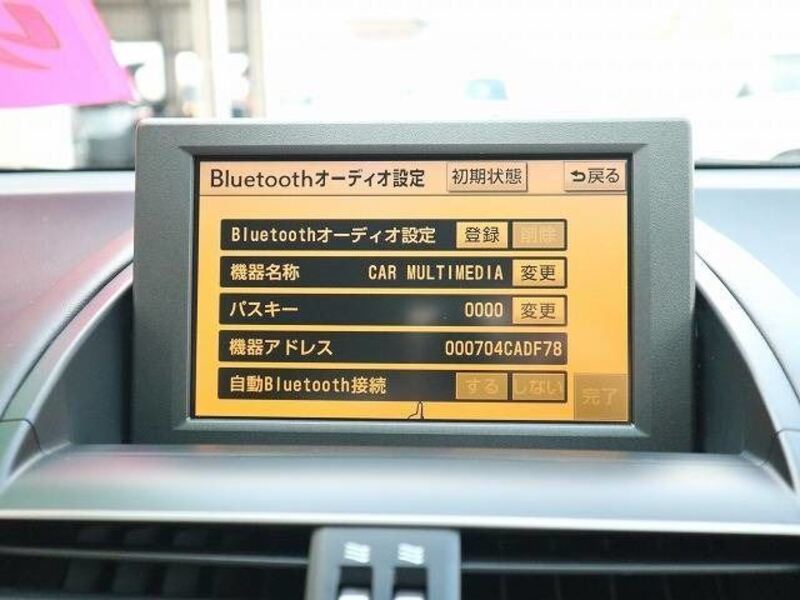 Bluetoothオーディオ設定 初期状態 戻る
Bluetoothオーディオ設定 登録 削除
機器名称 CAR MULTIMEDIA 変更
パスキー 0000 変更
機器アドレス 000704CADF78
自動Bluetooth接続 する しない
完了